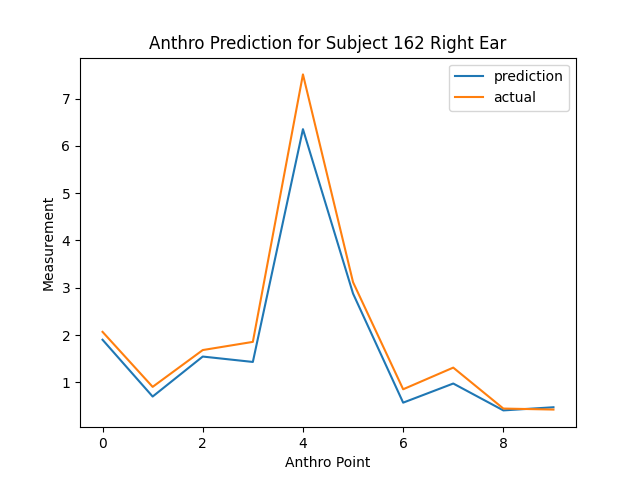 Anthro Prediction for Subject 162 Right Ear
prediction
actual
Measurement
7
6
5
4
3
2
1
0 2 4 6 8
Anthro Point